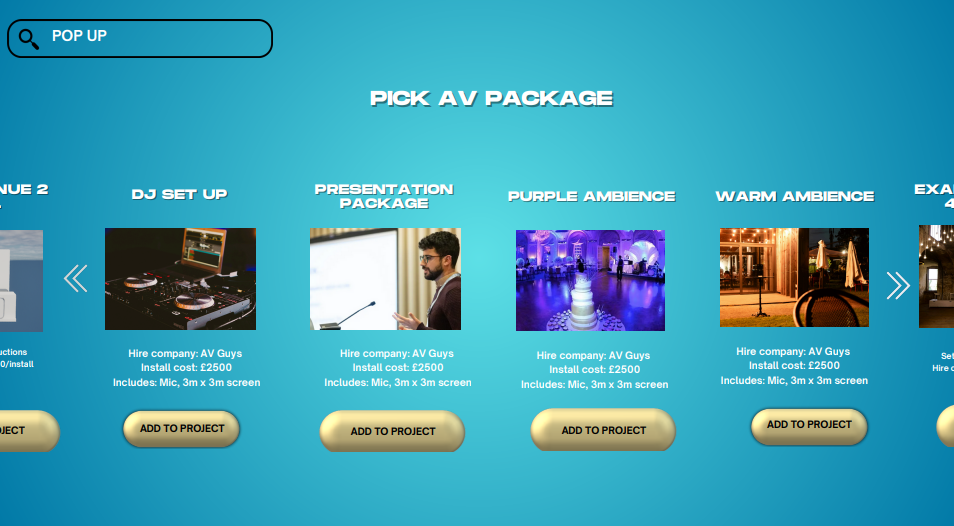 POP UP
PICK AV PACKAGE
NUE 2
DJ SET UP
PRESENTATION
PACKAGE
PURPLE AMBIENCE
WARM AMBIENCE
EXA
4
uctions
0/install
Hire company: AV Guys
Install cost: £2500
Includes: Mic, 3m x 3m screen
Hire company: AV Guys
Install cost: £2500
Includes: Mic, 3m x 3m screen
Hire company: AV Guys
Install cost: £2500
Includes: Mic, 3m x 3m screen
Hire company: AV Guys
Install cost: £2500
Includes: Mic, 3m x 3m screen
Set
Hire c
JECT
ADD TO PROJECT
ADD TO PROJECT
ADD TO PROJECT
ADD TO PROJECT